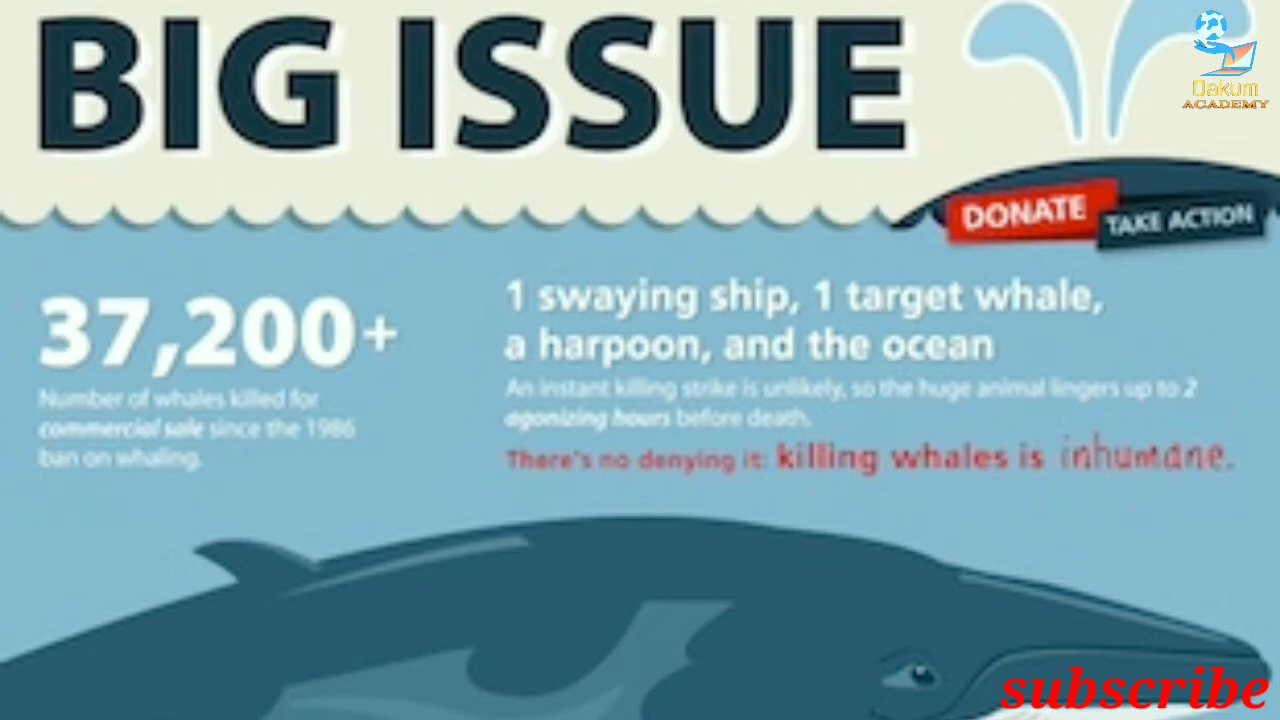 BIG ISSUE
Dakum
ACADEMY
DONATE
TAKE ACTION
37,200+
Number of whales killed for
commercial sale since the 1986
ban on whaling.
1 swaying ship, 1 target whale,
a harpoon, and the ocean
An instant killing strike is unlikely, so the huge animal lingers up to 2
agonizing hours before death.
There's no denying it: killing whales is inhumane.
subscribe